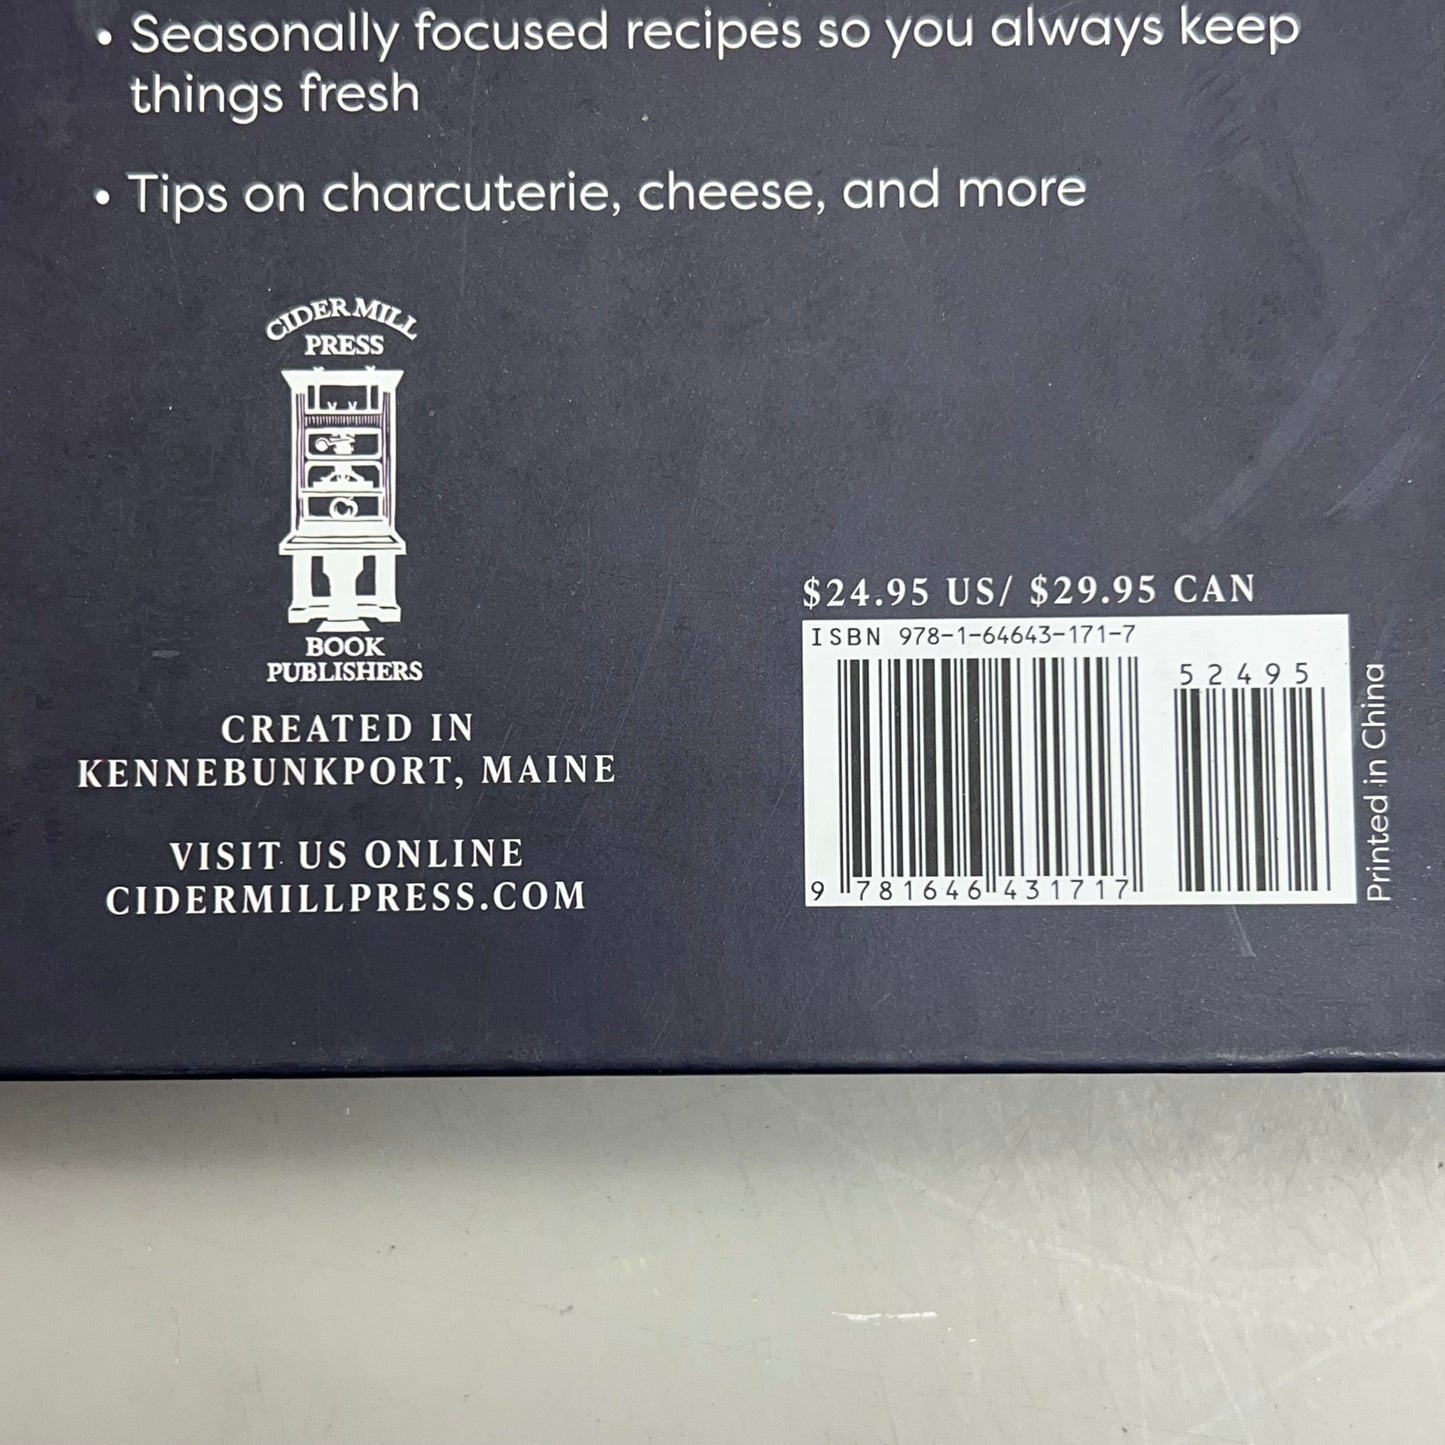 • Seasonally focused recipes so you always keep
things fresh
• Tips on charcuterie, cheese, and more
CIDER MILL
PRESS
BOOK
PUBLISHERS
CREATED IN
KENNEBUNKPORT, MAINE
VISIT US ONLINE
CIDERMILLPRESS.COM
$24.95 US/ $29.95 CAN
ISBN 978-1-64643-171-7
52495
9 781646 431717
Printed in China